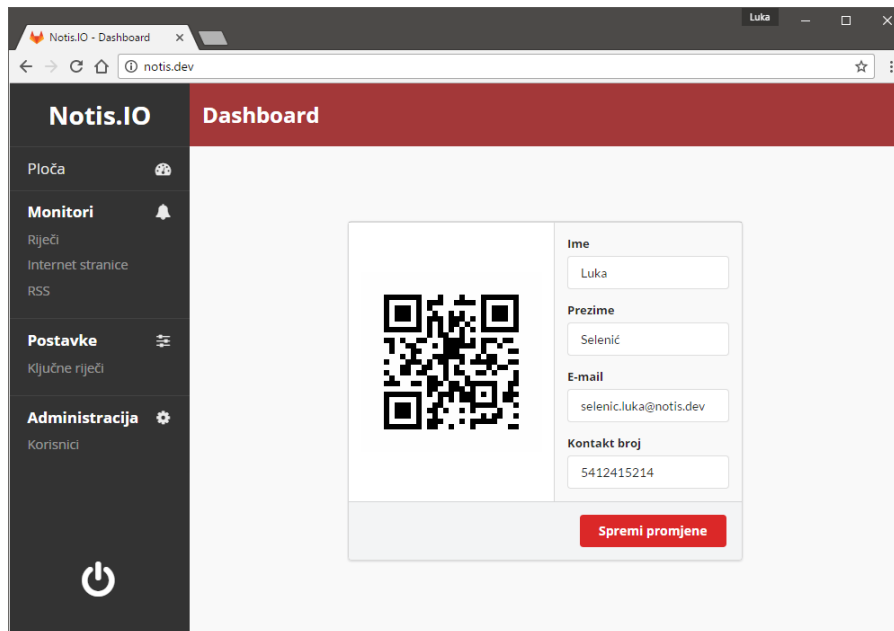 Luka
Notis.IO - Dashboard
notis.dev
Notis.IO
Dashboard
Ploča
Monitori
Riječi
Internet stranice
RSS
Postavke
Ključne riječi
Administracija
Korisnici
Ime
Luka
Prezime
Selenić
E-mail
selenic.luka@notis.dev
Kontakt broj
5412415214
Spremi promjene